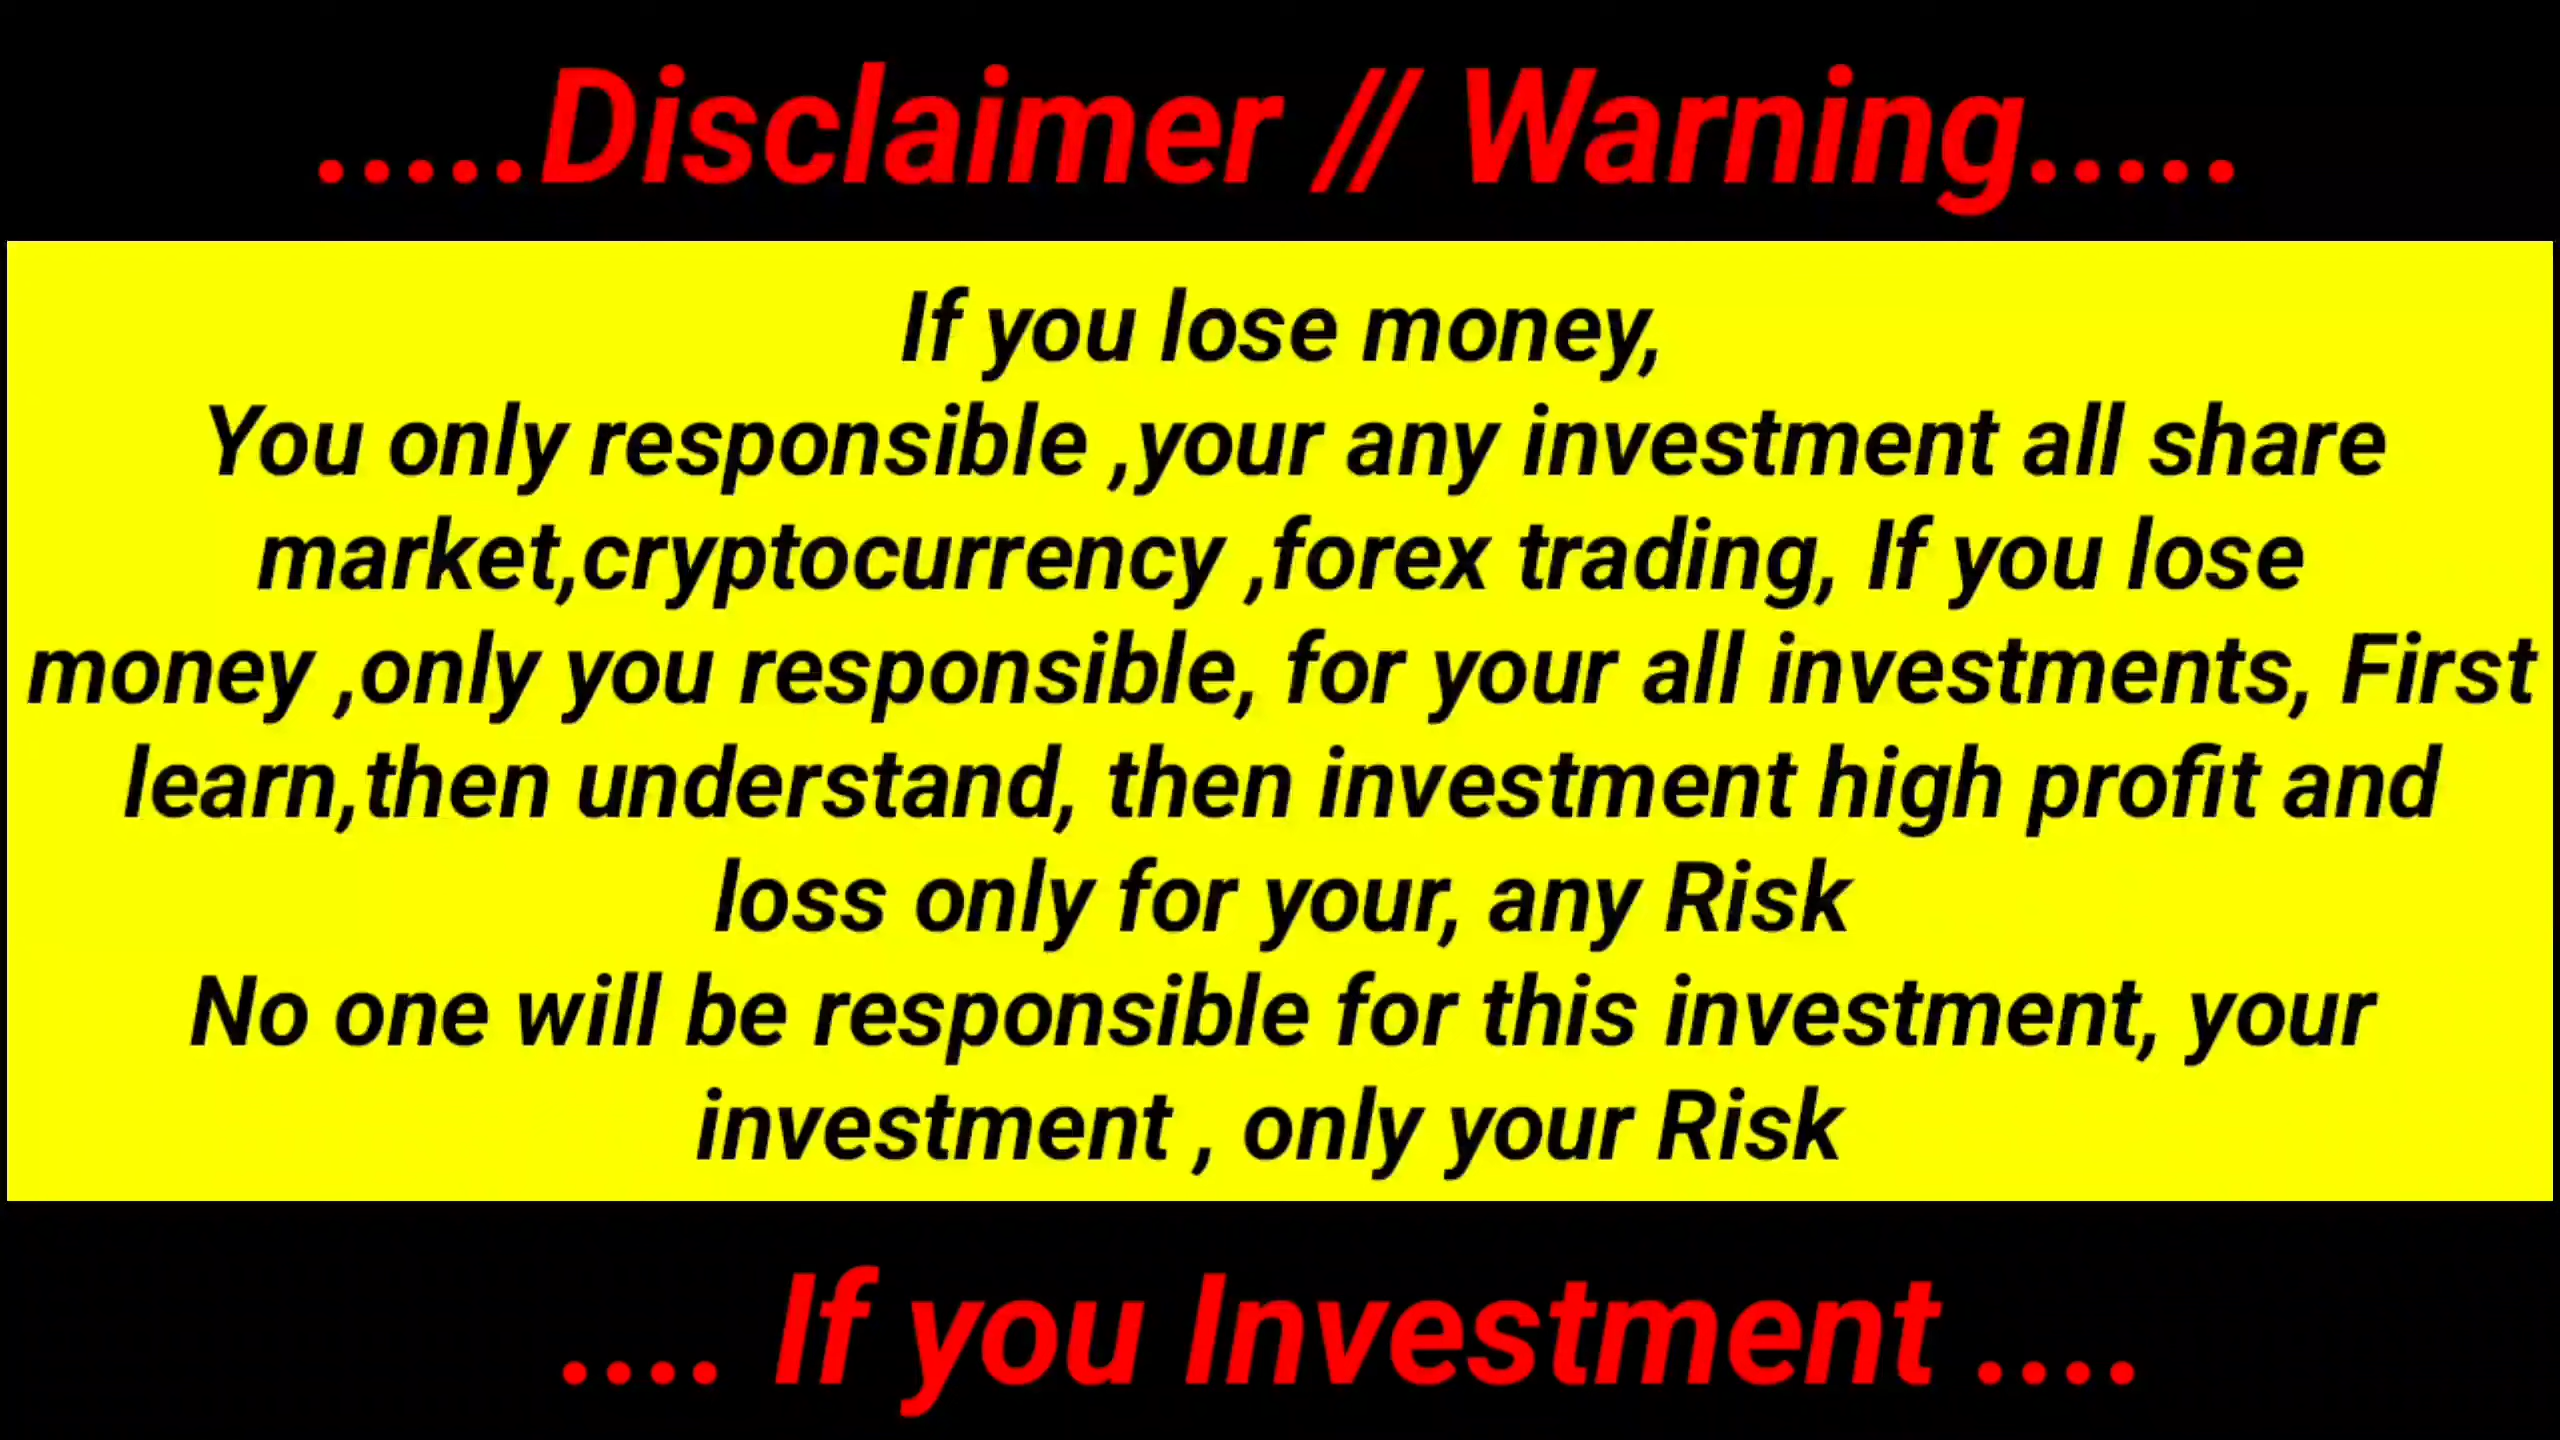 .....Disclaimer // Warning.....
If you lose money,
You only responsible ,your any investment all share
market,cryptocurrency ,forex trading, If you lose
money ,only you responsible, for your all investments, First
learn,then understand, then investment high profit and
loss only for your, any Risk
No one will be responsible for this investment, your
investment , only your Risk
.... If you Investment ....